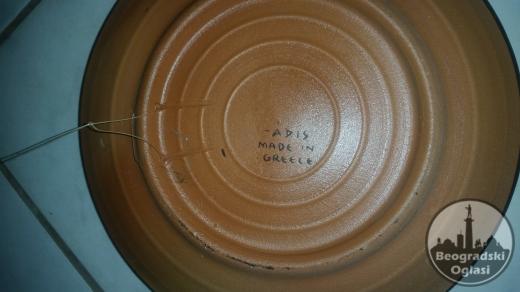 -ADIS
MADE IN
GREECE
Beogradski
Oglasi